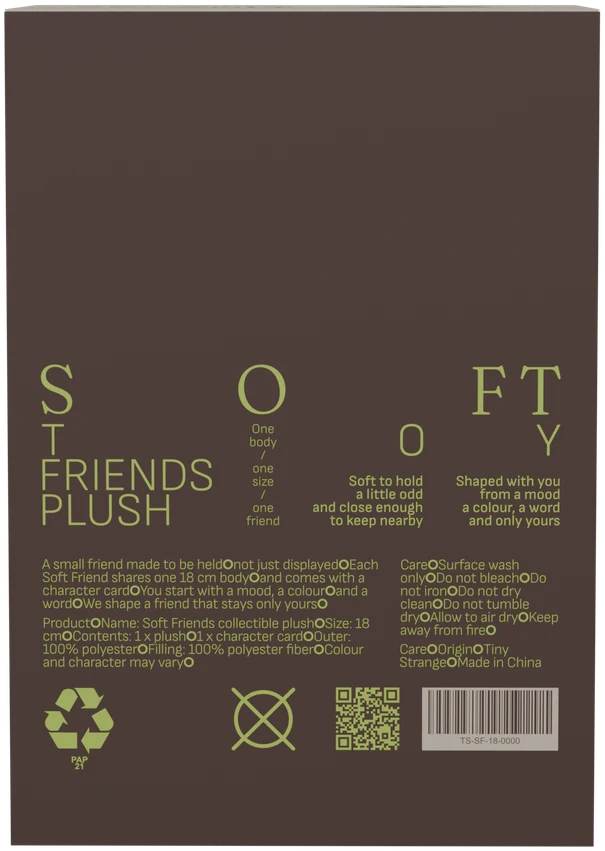 S O FT
T O Y
FRIENDS
PLUSH
One
body
/
one
size
/
one
friend
Soft to hold
a little odd
and close enough
to keep nearby
Shaped with you
from a mood
a colour, a word
and only yours
A small friend made to be heldOnot just displayedOEach
Soft Friend shares one 18 cm bodyOand comes with a
character cardOYou start with a mood, a colourOand a
wordOWe shape a friend that stays only yoursO
ProductOName: Soft Friends collectible plushOSize: 18
cmOContents: 1 x plushO1 x character cardOOuter:
100% polyesterOFilling: 100% polyester fiberOColour
and character may varyO
CareOSurface wash
onlyODo not bleachODo
not ironODo not dry
cleanODo not tumble
dryOAllow to air dryOKeep
away from fireO
CareOOriginOTiny
StrangeOMade in China
PAP
21
TS-SF-18-0000